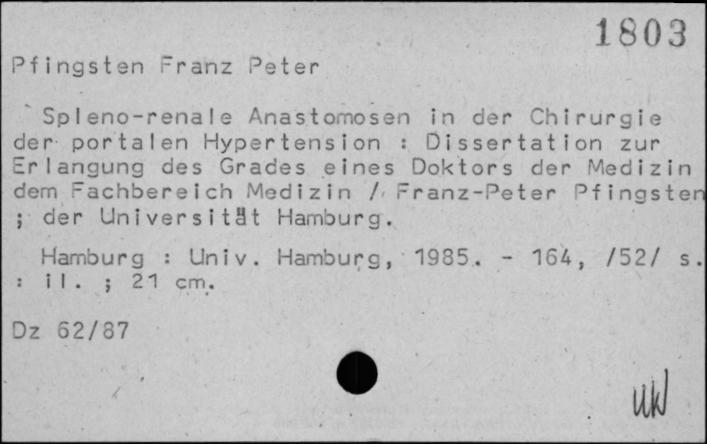 1803
Pfingsten Franz Peter
Spleno-renale Anastomosen in der Chirurgie
der portalen Hypertension : Dissertation zur
Erlangung des Grades eines Doktors der Medizin
dem Fachbereich Medizin / Franz-Peter Pfingsten
; der Universität Hamburg.
Hamburg : Univ. Hamburg, 1985. - 164, /52/ s.
: il. ; 21 cm.
Dz 62/87